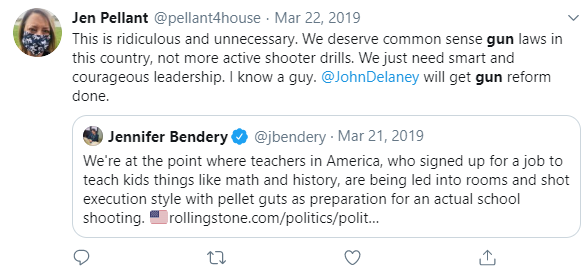 Jen Pellant @pellant4house · Mar 22, 2019
This is ridiculous and unnecessary. We deserve common sense gun laws in
this country, not more active shooter drills. We just need smart and
courageous leadership. I know a guy. @JohnDelaney will get gun reform
done.
Jennifer Bendery @jbendery · Mar 21, 2019
We're at the point where teachers in America, who signed up for a job to
teach kids things like math and history, are being led into rooms and shot
execution style with pellet guts as preparation for an actual school
shooting. 🇺🇸rollingstone.com/politics/polit...